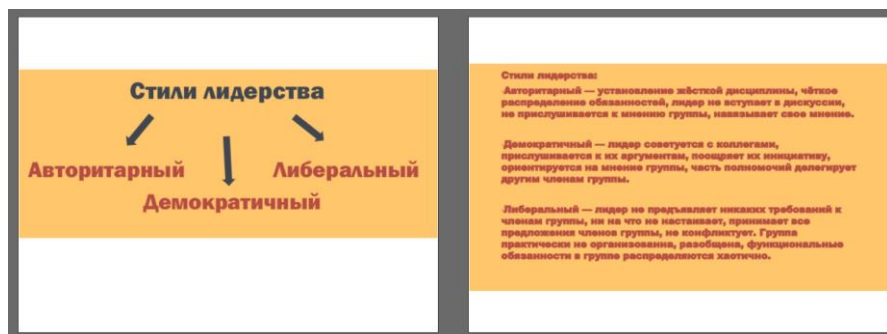 Стили лидерства
Авторитарный
Либеральный
Демократичный
Стили лидерства:
Авторитарный — установление жёсткой дисциплины, чёткое
распределение обязанностей, лидер не вступает в дискуссии,
не прислушивается к мнению группы, навязывает свое мнение.
Демократичный — лидер советуется с коллегами,
прислушивается к их аргументам, поощряет их инициативу,
ориентируется на мнение группы, часть полномочий делегирует
другим членам группы.
Либеральный — лидер не предъявляет никаких требований к
членам группы, ни на что не настаивает, принимает все
предложения членов группы, не конфликтует. Группа
практически не организованна, разобщена, функциональные
обязанности в группе распределяются хаотично.